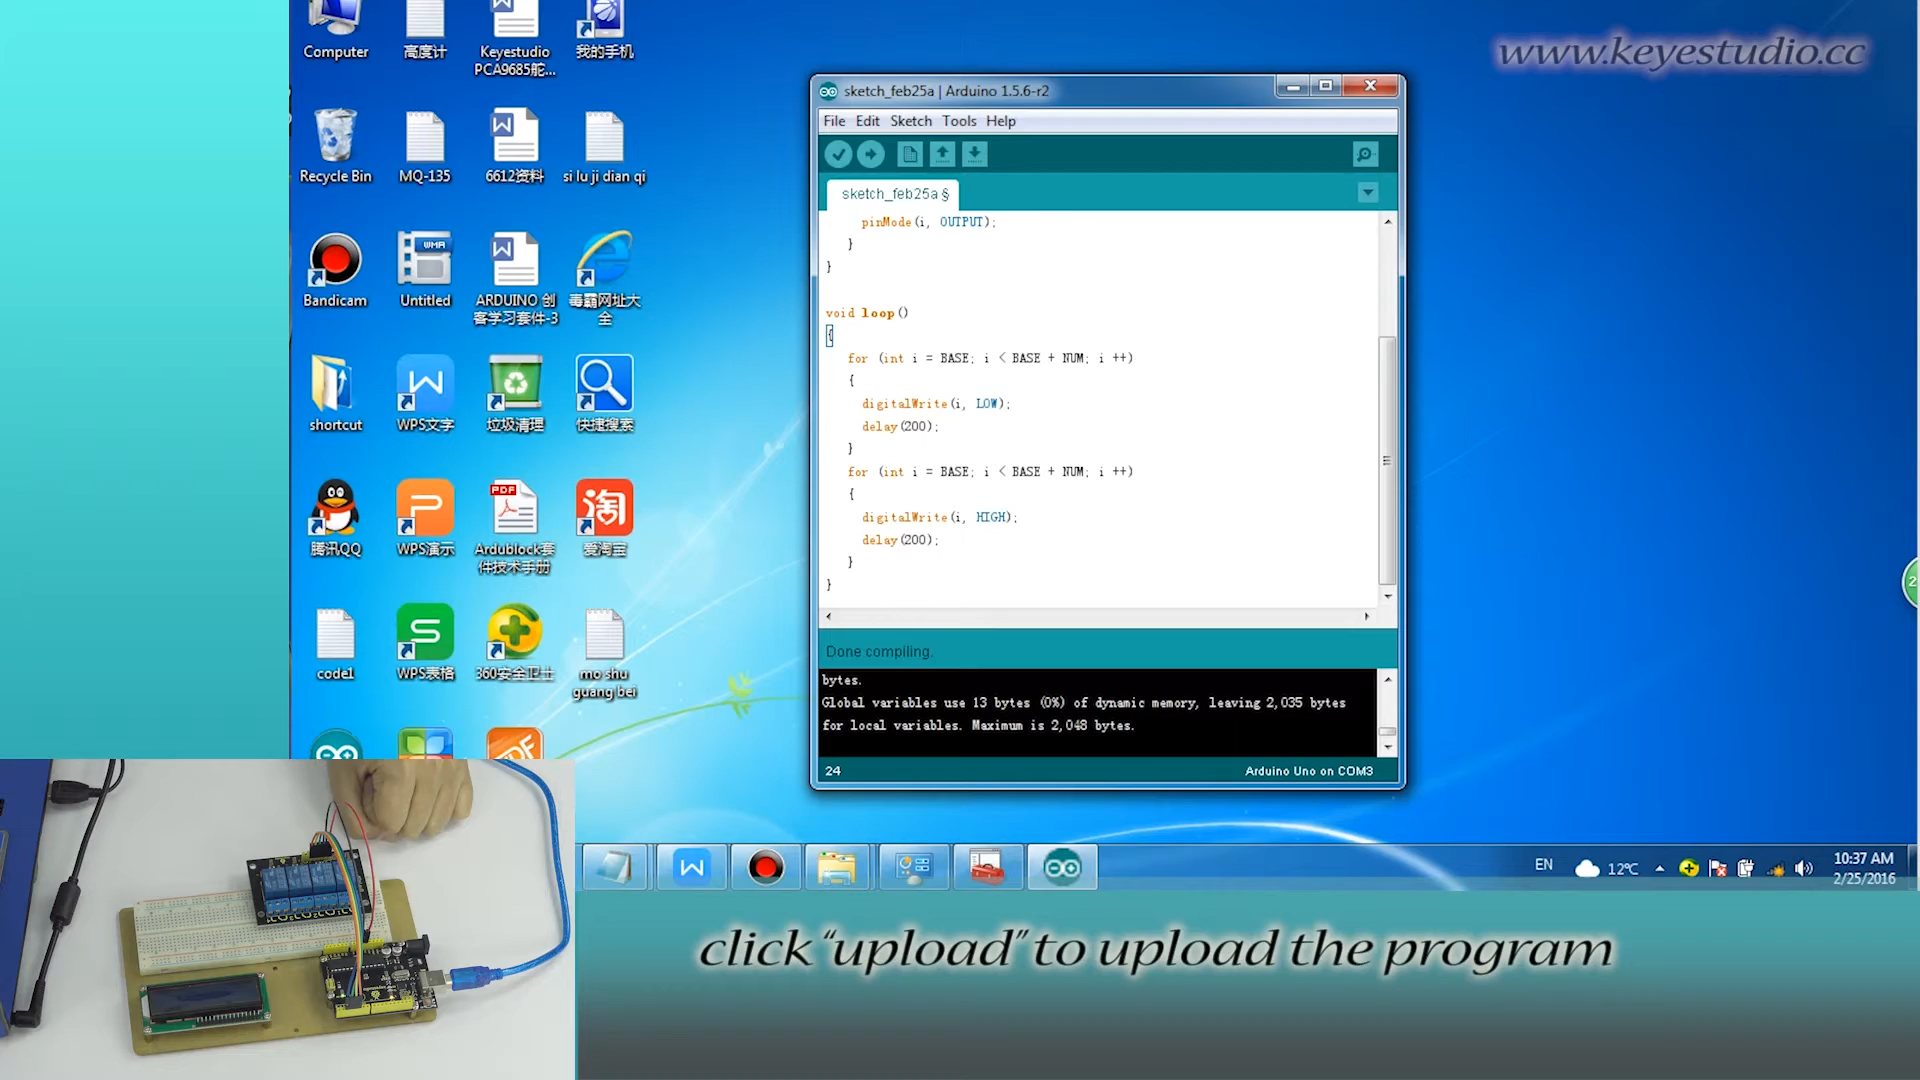 www.keyestudio.cc
Computer
高度计
Keyestudio
PCA9685舵...
我的手机
Recycle Bin
MQ-135
6612资料
si lu ji dian qi
Bandicam
WMA
Untitled
ARDUINO 创
客学习套件-3
毒霸网址大
全
shortcut
WPS文字
垃圾清理
快捷搜索
腾讯QQ
WPS演示
PDF
Ardublock套
件技术手册
淘
爱淘宝
code1
WPS表格
360安全卫士
mo shu
guang bei
sketch_feb25a | Arduino 1.5.6-r2
File Edit Sketch Tools Help
sketch_feb25a §
pinMode(i, OUTPUT);
}
}
void loop()
{
for (int i = BASE; i < BASE + NUM; i ++)
{
digitalWrite(i, LOW);
delay(200);
}
for (int i = BASE; i < BASE + NUM; i ++)
{
digitalWrite(i, HIGH);
delay(200);
}
}
Done compiling.
bytes.
Global variables use 13 bytes (0%) of dynamic memory, leaving 2,035 bytes
for local variables. Maximum is 2,048 bytes.
24
Arduino Uno on COM3
EN
12℃
10:37 AM
2/25/2016
click "upload" to upload the program